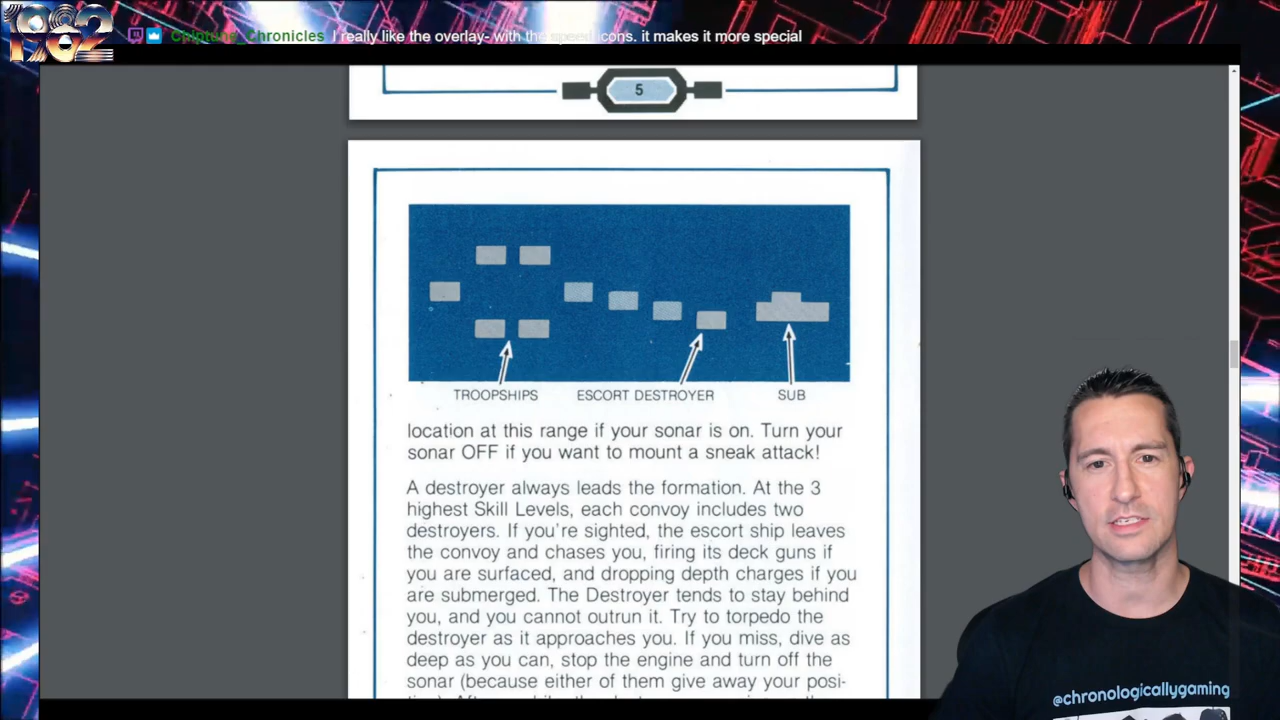 1982
Chiptune_Chronicles I really like the overlay- with the speed icons. it makes it more special
5
TROOPSHIPS ESCORT DESTROYER SUB
location at this range if your sonar is on. Turn your
sonar OFF if you want to mount a sneak attack!
A destroyer always leads the formation. At the 3
highest Skill Levels, each convoy includes two
destroyers. If you're sighted, the escort ship leaves
the convoy and chases you, firing its deck guns if
you are surfaced, and dropping depth charges if you
are submerged. The Destroyer tends to stay behind
you, and you cannot outrun it. Try to torpedo the
destroyer as it approaches you. If you miss, dive as
deep as you can, stop the engine and turn off the
sonar (because either of them give away your posi-
@chronologicallygaming